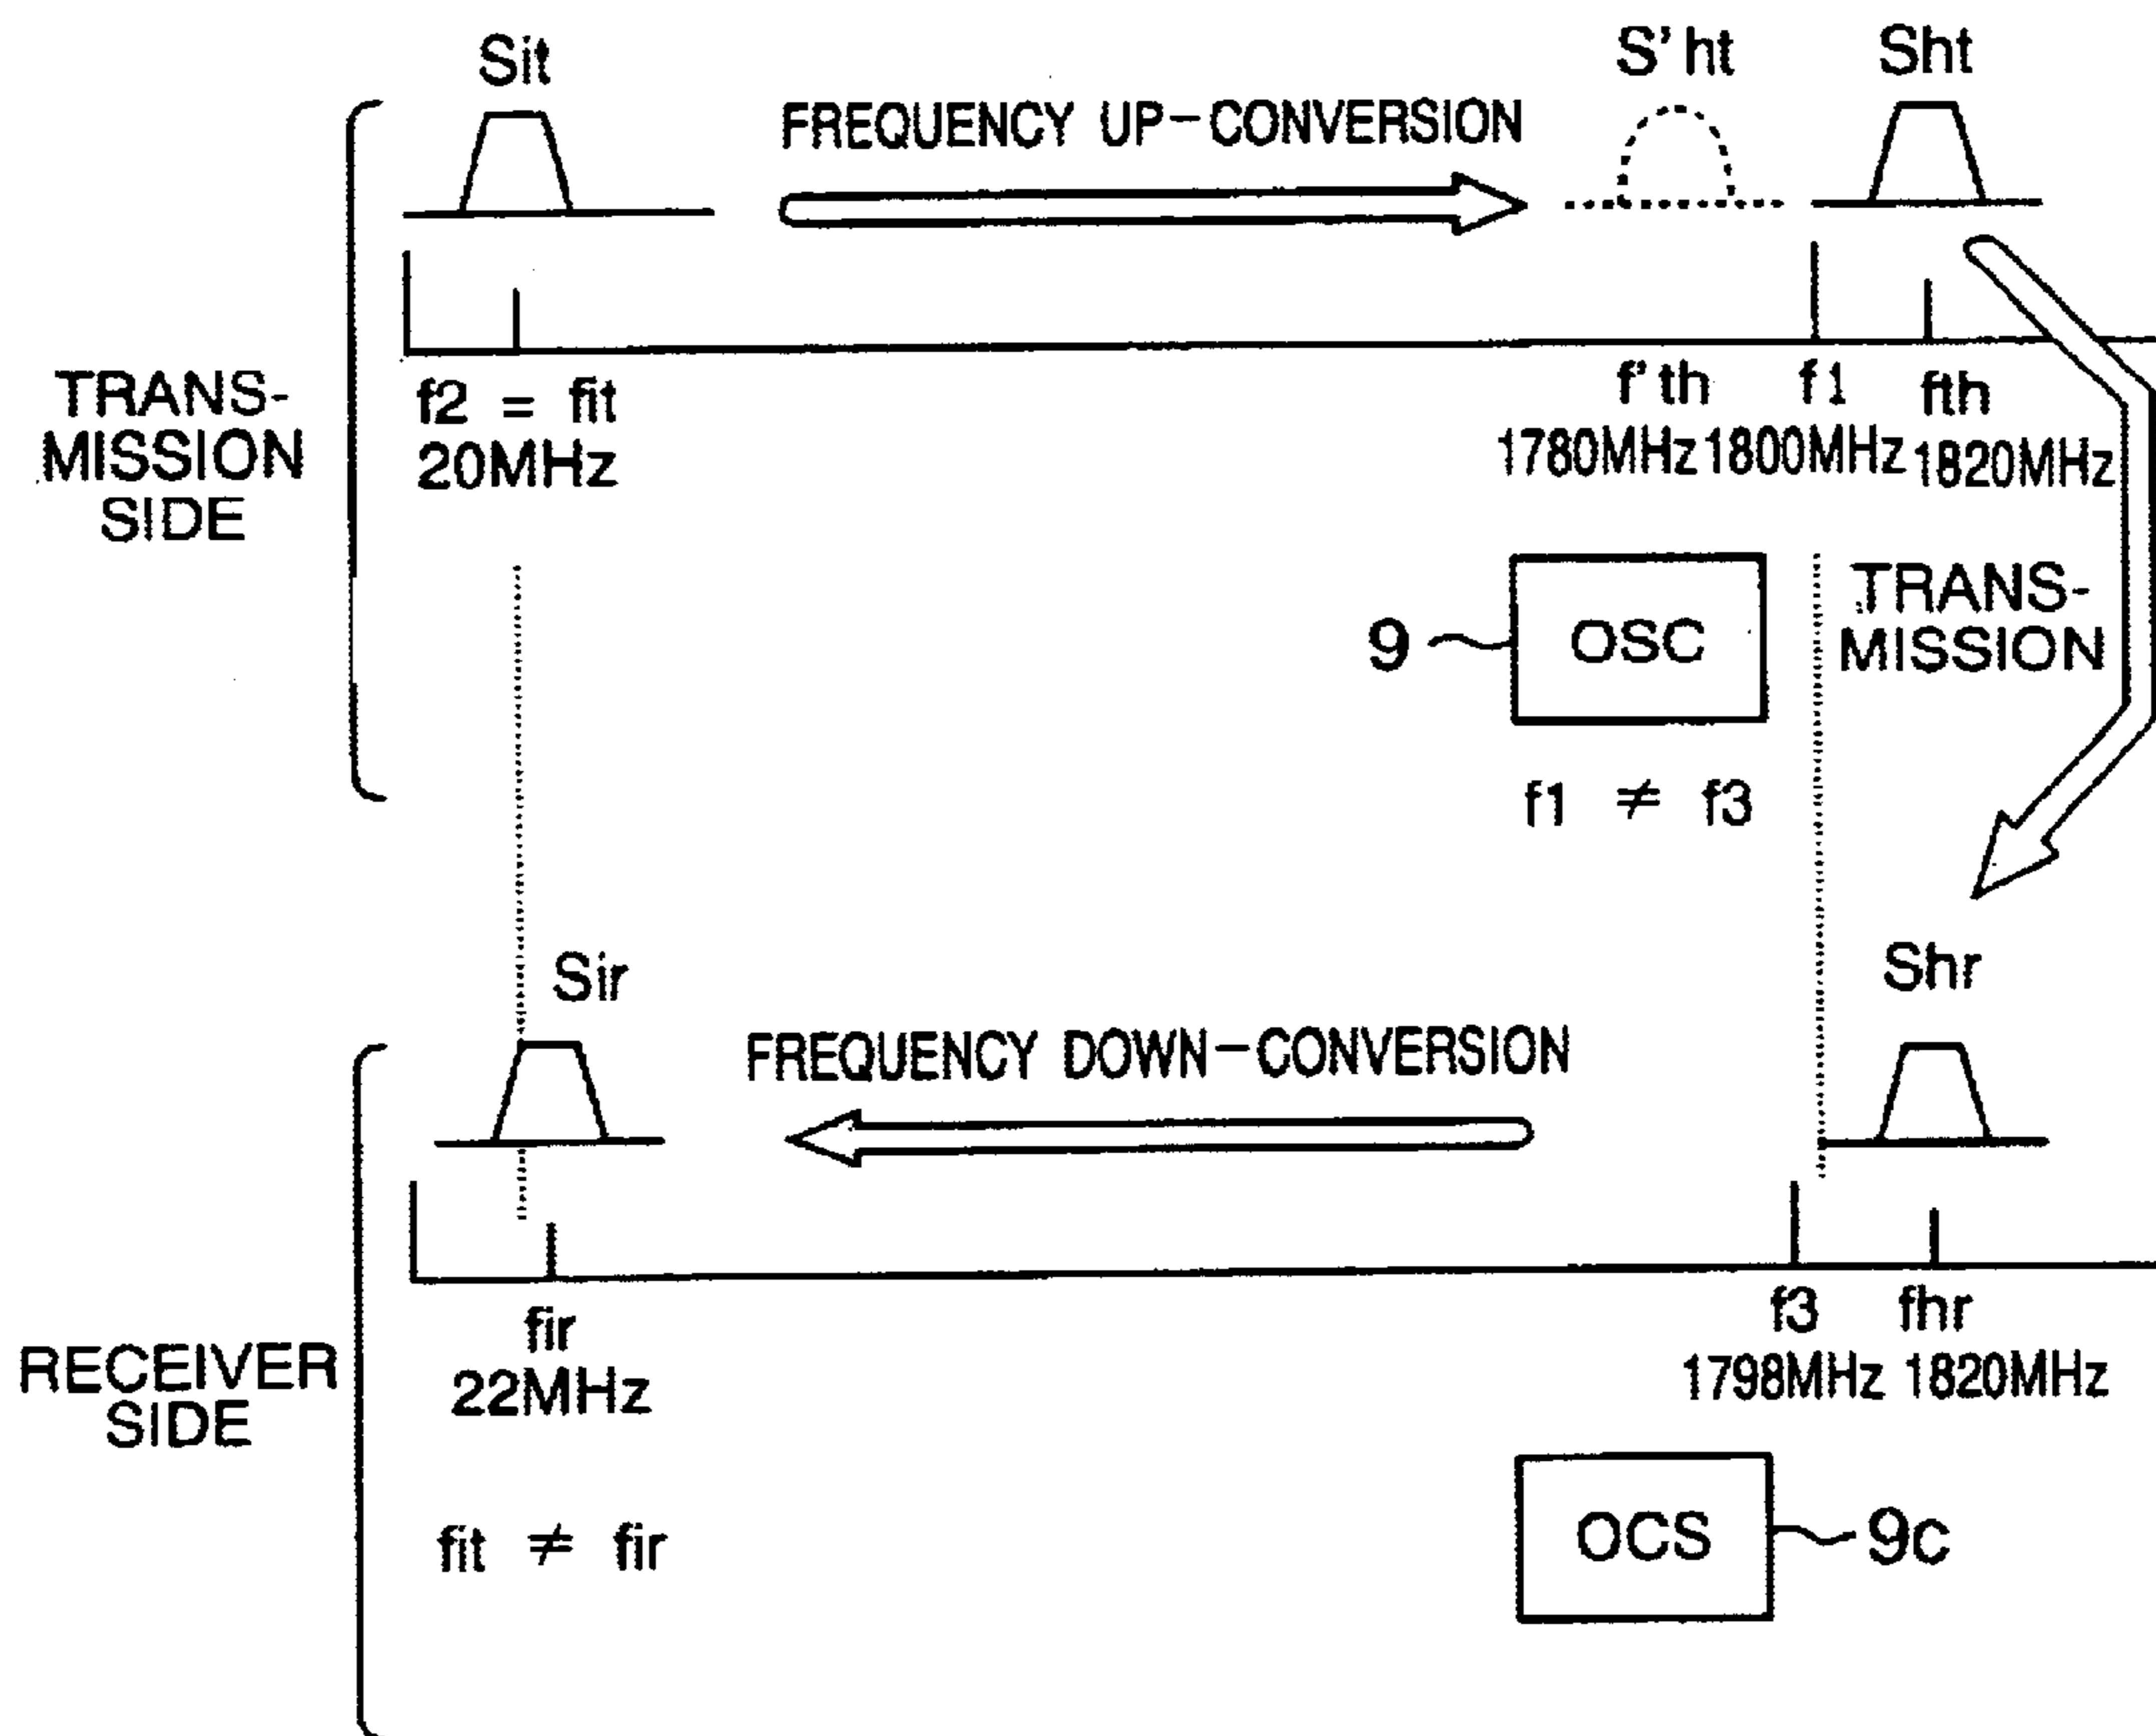 Sit
S'ht
Sht
FREQUENCY UP-CONVERSION
TRANS-
MISSION
SIDE
f2 = fit
20MHz
f'th
f1
fth
1780MHz
1800MHz
1820MHz
9
OSC
TRANS-
MISSION
f1 ≠ f3
Sir
Shr
FREQUENCY DOWN-CONVERSION
RECEIVER
SIDE
fir
22MHz
f3
fhr
1798MHz
1820MHz
fit ≠ fir
OCS
9c